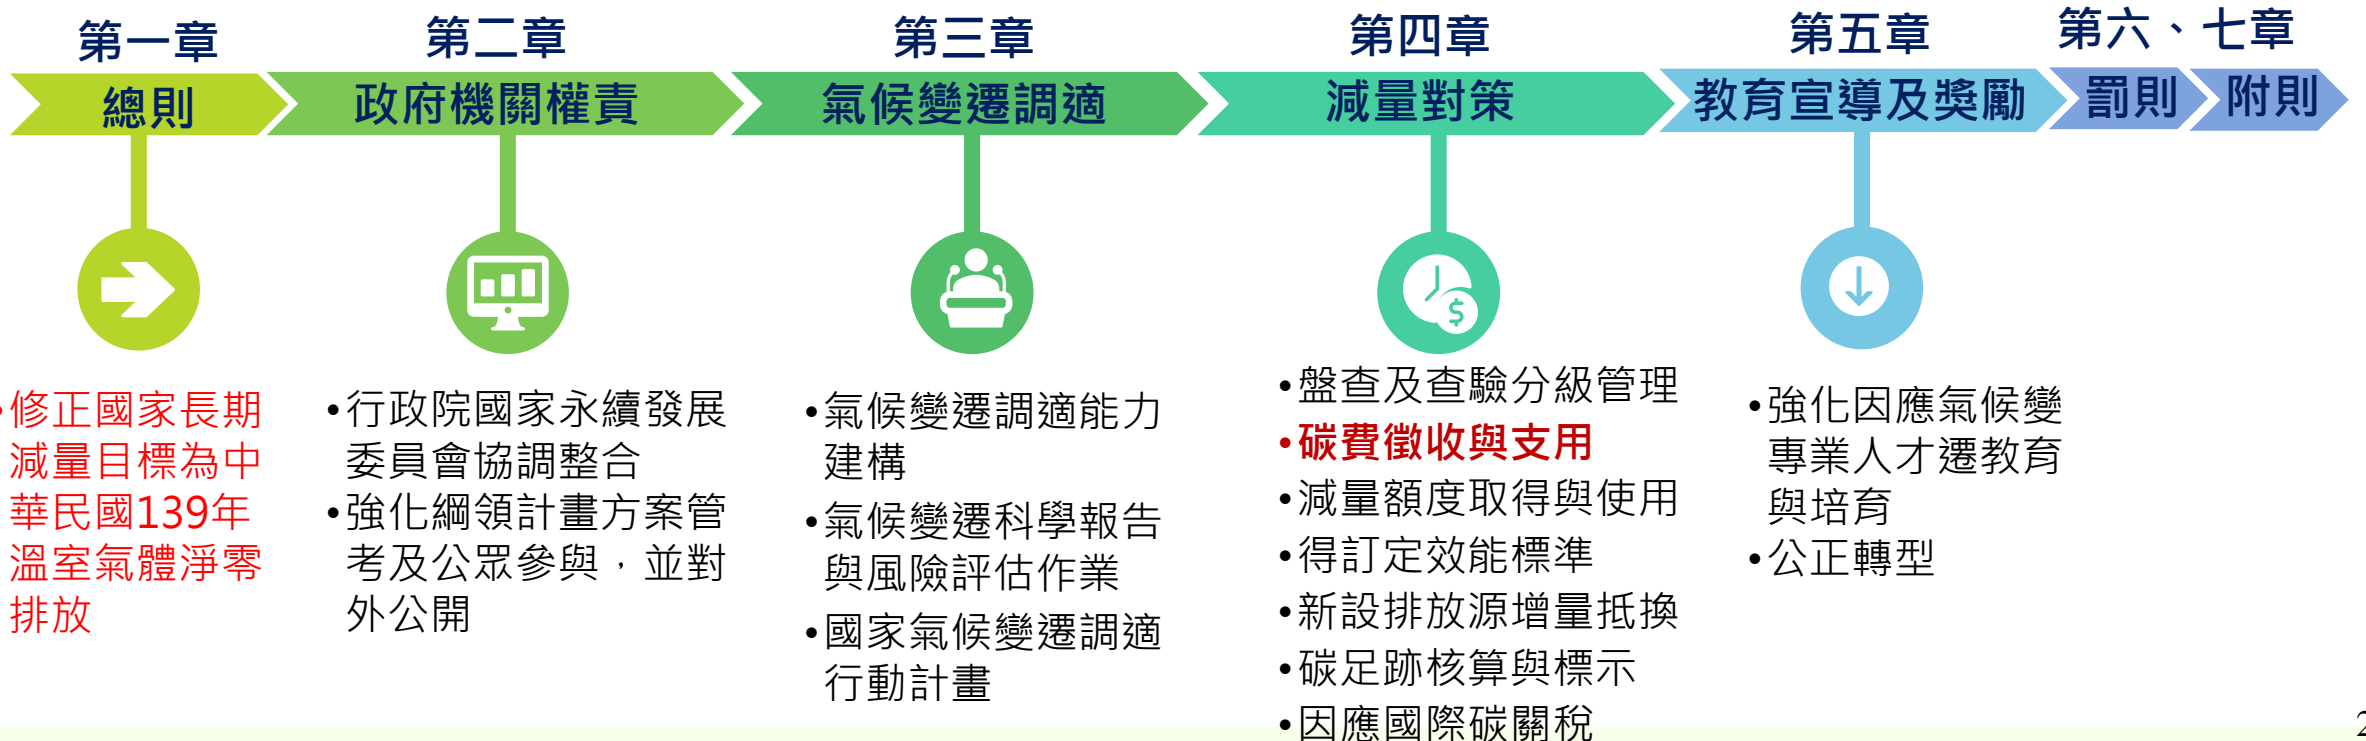 第一章
總則
•修正國家長期
減量目標為中
華民國139年
溫室氣體淨零
排放
第二章
政府機關權責
•行政院國家永續發展
委員會協調整合
•強化綱領計畫方案管
考及公眾參與，並對
外公開
第三章
氣候變遷調適
•氣候變遷調適能力
建構
•氣候變遷科學報告
與風險評估作業
•國家氣候變遷調適
行動計畫
第四章
減量對策
$
•盤查及查驗分級管理
•碳費徵收與支用
•減量額度取得與使用
•得訂定效能標準
•新設排放源增量抵換
•碳足跡核算與標示
•因應國際碳關稅
第五章
教育宣導及獎勵
•強化因應氣候變
專業人才遷教育
與培育
•公正轉型
第六、七章
罰則
附則
2